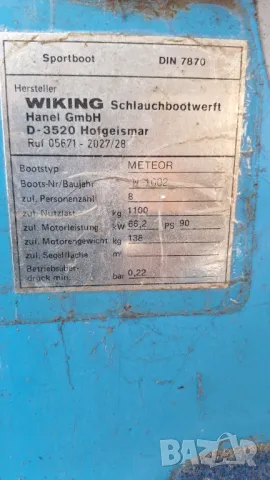 Sportboot DIN 7870
Hersteller
WIKING Schlauchbootwerft
Hanel GmbH
D-3520 Hofgeismar
Ruf 05671 - 2027/28
Bootstyp METEOR
Boots-Nr/Baujahr
zul. Personenzahl 8
zul. Nutzlast kg 1100
zul. Motorleistung kW 66,2 PS 90
zul. Motorengewicht kg 138
zul. Segelfläche m²
Betriebsüber-
druck min. bar 0,22
BAZAR
bg